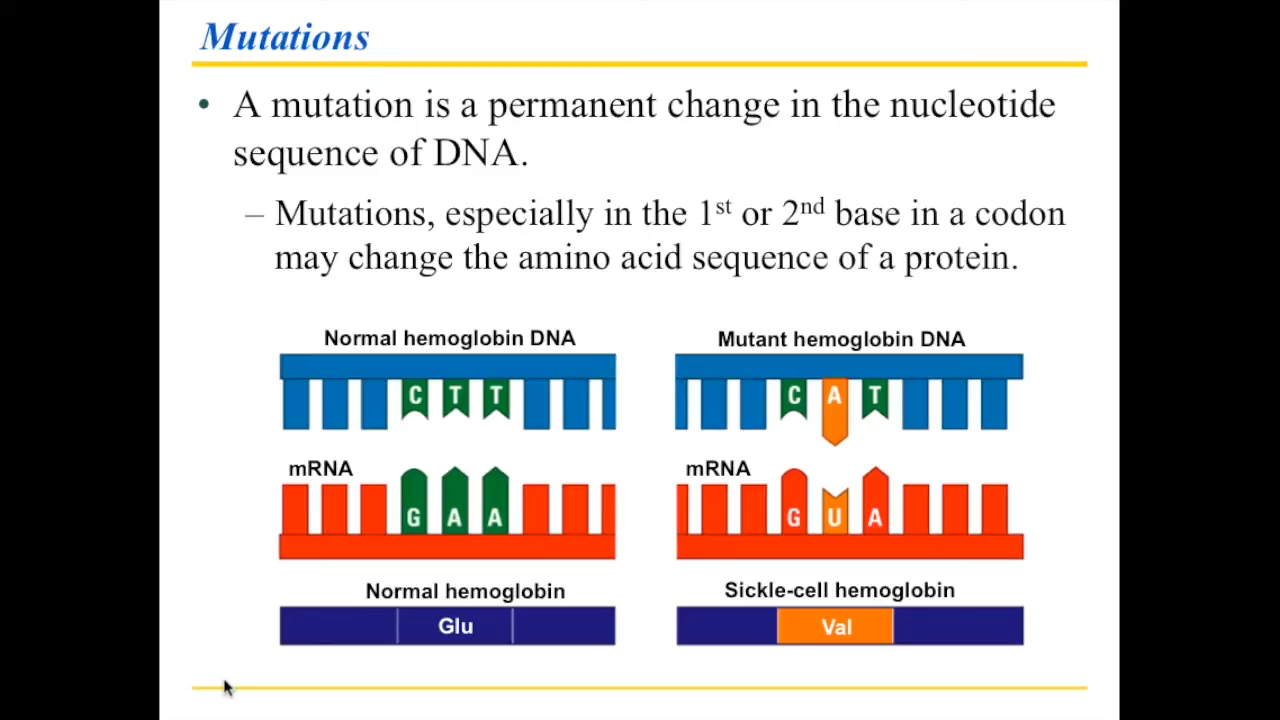 Mutations
• A mutation is a permanent change in the nucleotide
sequence of DNA.
– Mutations, especially in the 1st or 2nd base in a codon
may change the amino acid sequence of a protein.
Normal hemoglobin DNA
C T T
mRNA
G A A
Normal hemoglobin
Glu
Mutant hemoglobin DNA
C A T
mRNA
G U A
Sickle-cell hemoglobin
Val